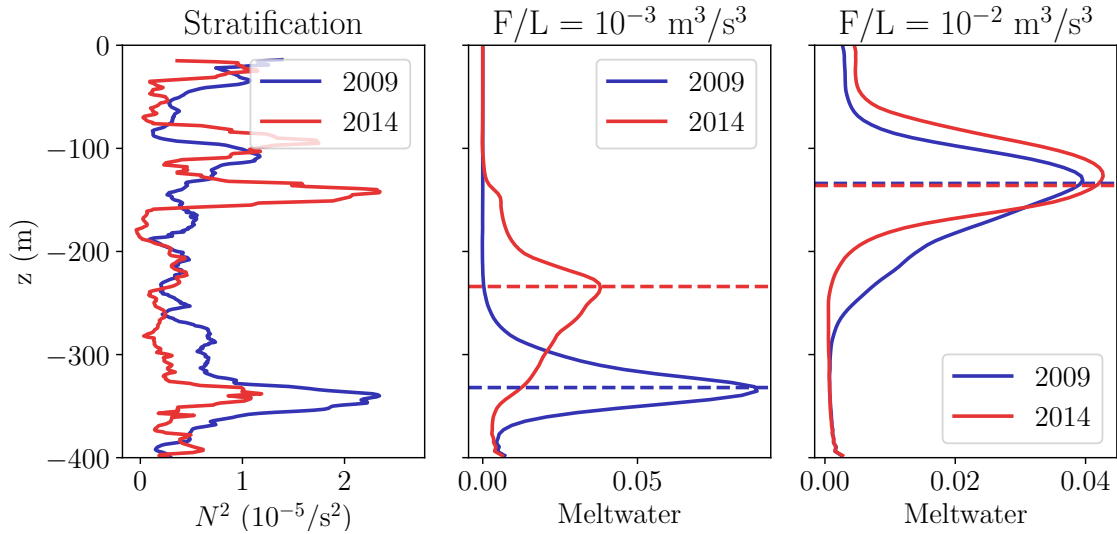 Stratification
F/L = 10⁻³ m³/s³
F/L = 10⁻² m³/s³
0
−100
−200
−300
−400
z (m)
2009
2014
2009
2014
2009
2014
0
1
2
0.00
0.05
0.00
0.02
0.04
N² (10⁻⁵/s²)
Meltwater
Meltwater